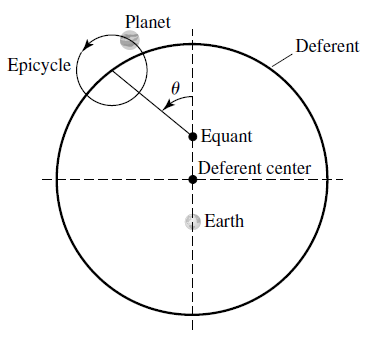 Planet
Deferent
Epicycle
θ
Equant
Deferent center
Earth